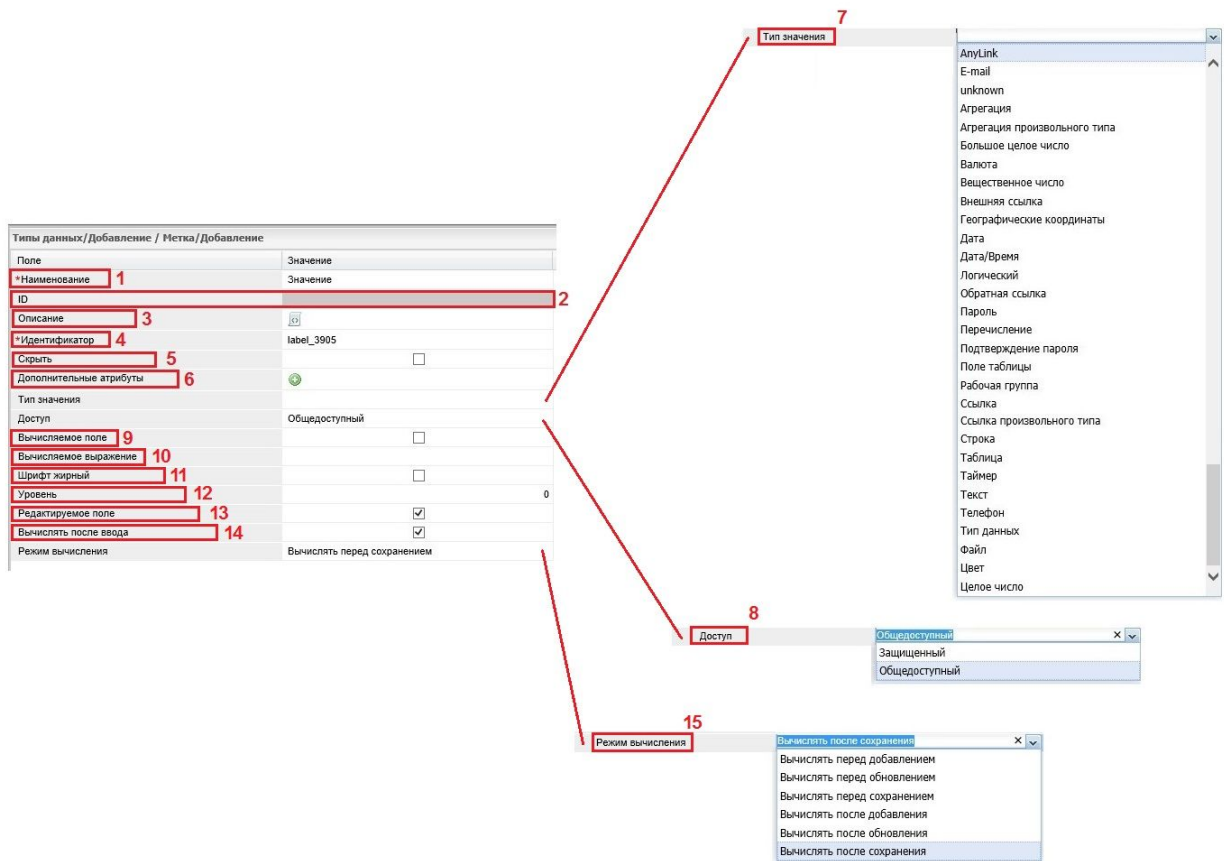 7
Тип значения
AnyLink
E-mail
unknown
Агрегация
Агрегация произвольного типа
Большое целое число
Валюта
Вещественное число
Внешняя ссылка
Географические координаты
Дата
Дата/Время
Логический
Обратная ссылка
Пароль
Перечисление
Подтверждение пароля
Поле таблицы
Рабочая группа
Ссылка
Ссылка произвольного типа
Строка
Таблица
Таймер
Текст
Телефон
Тип данных
Файл
Цвет
Целое число
Типы данных/Добавление / Метка/Добавление
Поле Значение
*Наименование 1 Значение
ID 2
Описание 3
*Идентификатор 4 label_3905
Скрыть 5
Дополнительные атрибуты 6
Тип значения
Доступ Общедоступный
Вычисляемое поле 9
Вычисляемое выражение 10
Шрифт жирный 11
Уровень 12 0
Редактируемое поле 13
Вычислять после ввода 14
Режим вычисления Вычислять перед сохранением
8
Доступ Общедоступный
Защищенный
Общедоступный
15
Режим вычисления Вычислять после сохранения
Вычислять перед добавлением
Вычислять перед обновлением
Вычислять перед сохранением
Вычислять после добавления
Вычислять после обновления
Вычислять после сохранения